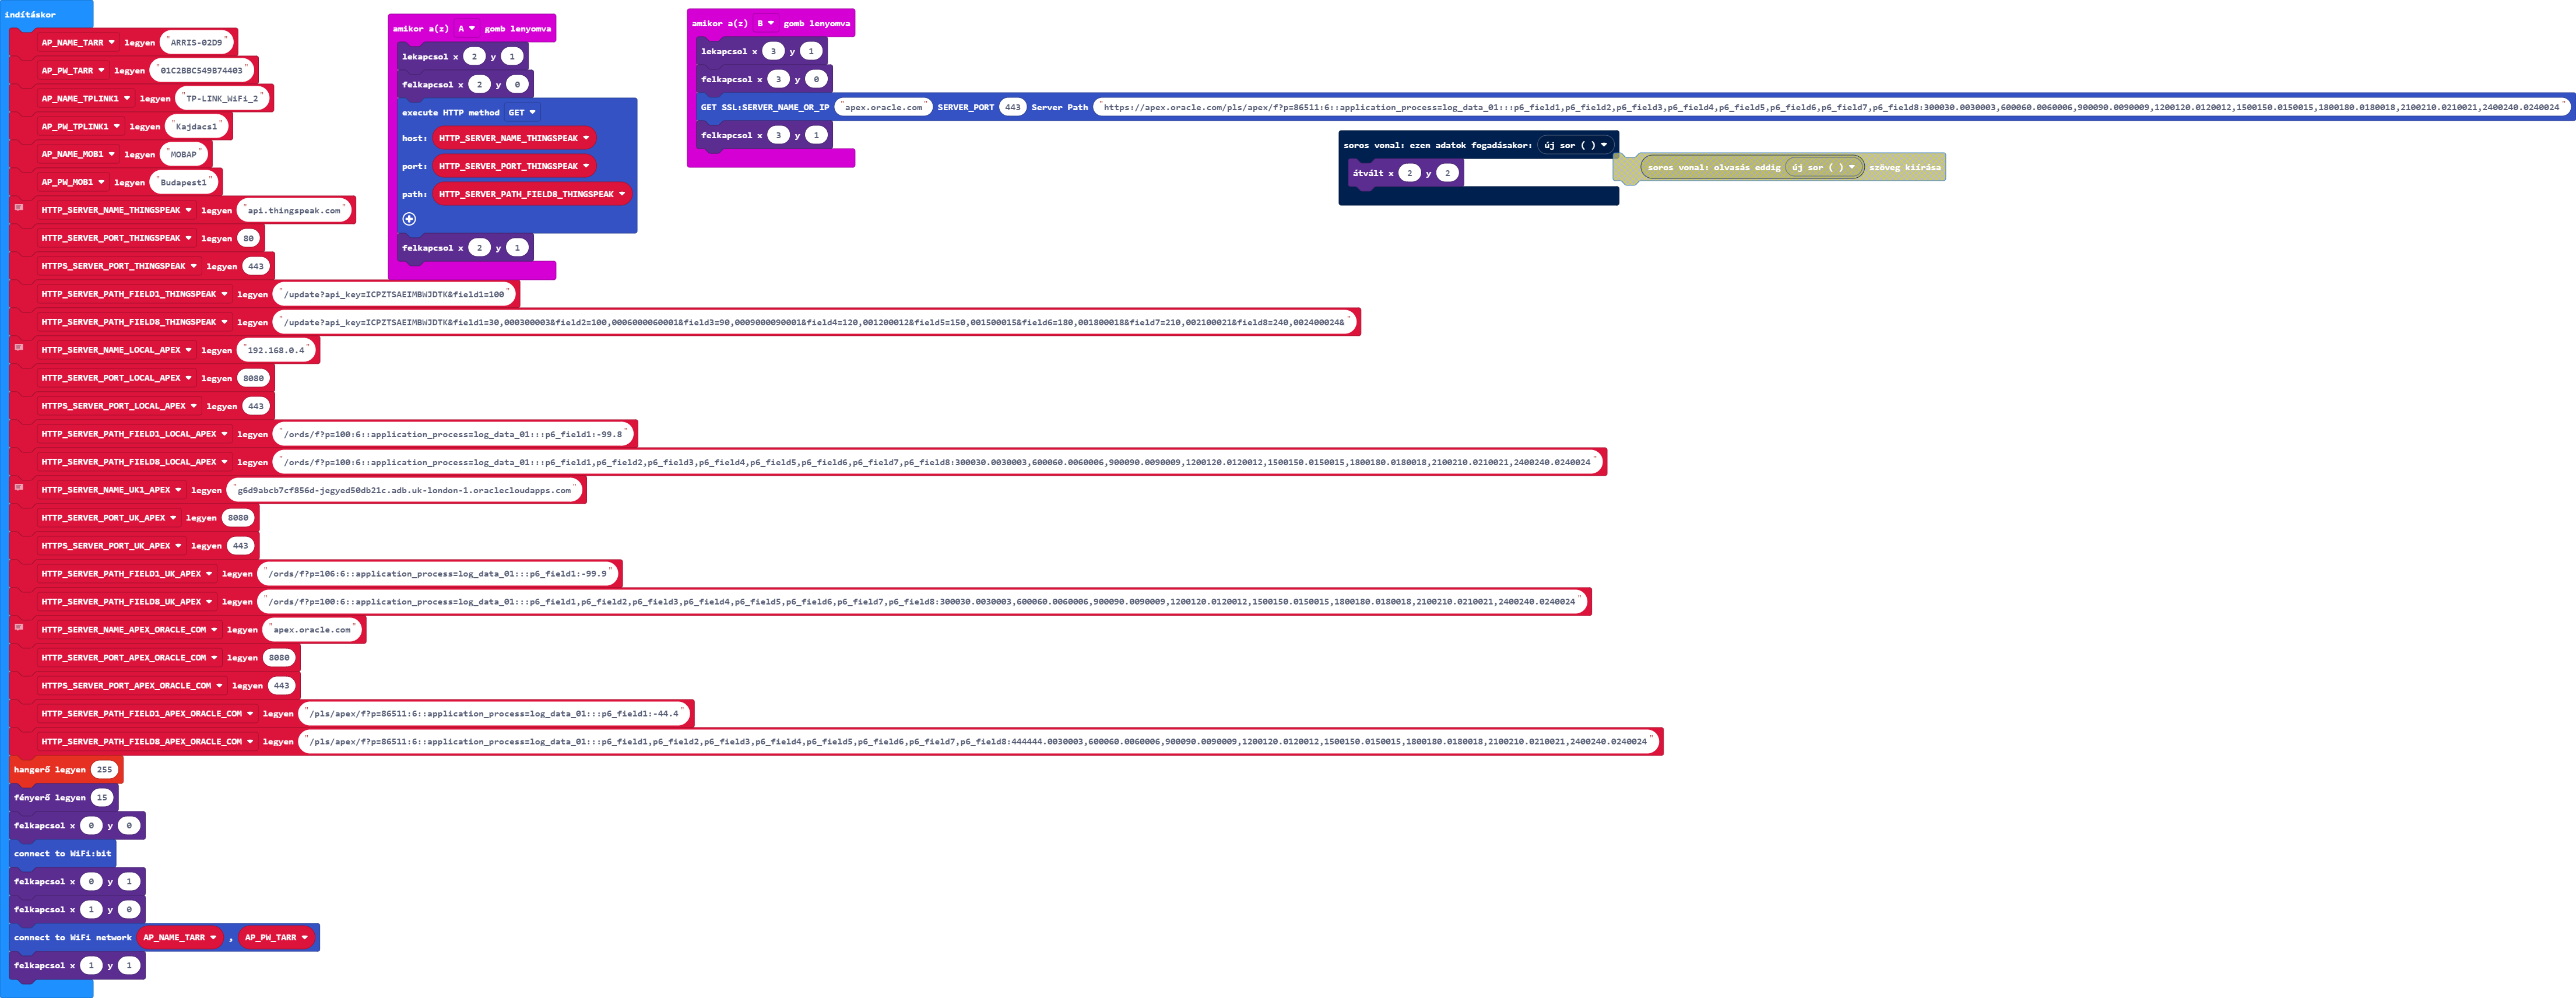 indításkor
AP_NAME_TARR legyen "ARRIS-02D9"
AP_PW_TARR legyen "01C2BBC549B74403"
AP_NAME_TPLINK1 legyen "TP-LINK_WiFi_2"
AP_PW_TPLINK1 legyen "Kajdacs1"
AP_NAME_MOB1 legyen "MOBAP"
AP_PW_MOB1 legyen "Budapest1"
HTTP_SERVER_NAME_THINGSPEAK legyen "api.thingspeak.com"
HTTP_SERVER_PORT_THINGSPEAK legyen 80
HTTPS_SERVER_PORT_THINGSPEAK legyen 443
HTTP_SERVER_PATH_FIELD1_THINGSPEAK legyen "/update?api_key=ICPZTSAEIMBWJDTK&field1=100"
HTTP_SERVER_PATH_FIELD8_THINGSPEAK legyen "/update?api_key=ICPZTSAEIMBWJDTK&field1=30,000300003&field2=100,0006000060001&field3=90,0009000090001&field4=120,001200012&field5=150,001500015&field6=180,001800018&field7=210,002100021&field8=240,002400024&"
HTTP_SERVER_NAME_LOCAL_APEX legyen "192.168.0.4"
HTTP_SERVER_PORT_LOCAL_APEX legyen 8080
HTTPS_SERVER_PORT_LOCAL_APEX legyen 443
HTTP_SERVER_PATH_FIELD1_LOCAL_APEX legyen "/ords/f?p=100:6::application_process=log_data_01:::p6_field1:-99.8"
HTTP_SERVER_PATH_FIELD8_LOCAL_APEX legyen "/ords/f?p=100:6::application_process=log_data_01:::p6_field1,p6_field2,p6_field3,p6_field4,p6_field5,p6_field6,p6_field7,p6_field8:300030.0030003,600060.0060006,900090.0090009,1200120.0120012,1500150.0150015,1800180.0180018,2100210.0210021,2400240.0240024"
HTTP_SERVER_NAME_UK1_APEX legyen "g6d9abcb7cf856d-jegyed50db21c.adb.uk-london-1.oraclecloudapps.com"
HTTP_SERVER_PORT_UK_APEX legyen 8080
HTTPS_SERVER_PORT_UK_APEX legyen 443
HTTP_SERVER_PATH_FIELD1_UK_APEX legyen "/ords/f?p=106:6::application_process=log_data_01:::p6_field1:-99.9"
HTTP_SERVER_PATH_FIELD8_UK_APEX legyen "/ords/f?p=100:6::application_process=log_data_01:::p6_field1,p6_field2,p6_field3,p6_field4,p6_field5,p6_field6,p6_field7,p6_field8:300030.0030003,600060.0060006,900090.0090009,1200120.0120012,1500150.0150015,1800180.0180018,2100210.0210021,2400240.0240024"
HTTP_SERVER_NAME_APEX_ORACLE_COM legyen "apex.oracle.com"
HTTP_SERVER_PORT_APEX_ORACLE_COM legyen 8080
HTTPS_SERVER_PORT_APEX_ORACLE_COM legyen 443
HTTP_SERVER_PATH_FIELD1_APEX_ORACLE_COM legyen "/pls/apex/f?p=86511:6::application_process=log_data_01:::p6_field1:-44.4"
HTTP_SERVER_PATH_FIELD8_APEX_ORACLE_COM legyen "/pls/apex/f?p=86511:6::application_process=log_data_01:::p6_field1,p6_field2,p6_field3,p6_field4,p6_field5,p6_field6,p6_field7,p6_field8:444444.0030003,600060.0060006,900090.0090009,1200120.0120012,1500150.0150015,1800180.0180018,2100210.0210021,2400240.0240024"
hangerő legyen 255
fényerő legyen 15
felkapcsol x 0 y 0
connect to WiFi:bit
felkapcsol x 0 y 1
felkapcsol x 1 y 0
connect to WiFi network AP_NAME_TARR , AP_PW_TARR
felkapcsol x 1 y 1
amikor a(z) A gomb lenyomva
lekapcsol x 2 y 1
felkapcsol x 2 y 0
execute HTTP method GET
host: HTTP_SERVER_NAME_THINGSPEAK
port: HTTP_SERVER_PORT_THINGSPEAK
path: HTTP_SERVER_PATH_FIELD8_THINGSPEAK
felkapcsol x 2 y 1
amikor a(z) B gomb lenyomva
lekapcsol x 3 y 1
felkapcsol x 3 y 0
GET SSL:SERVER_NAME_OR_IP "apex.oracle.com" SERVER_PORT 443 Server Path "https://apex.oracle.com/pls/apex/f?p=86511:6::application_process=log_data_01:::p6_field1,p6_field2,p6_field3,p6_field4,p6_field5,p6_field6,p6_field7,p6_field8:300030.0030003,600060.0060006,900090.0090009,1200120.0120012,1500150.0150015,1800180.0180018,2100210.0210021,2400240.0240024"
felkapcsol x 3 y 1
soros vonal: ezen adatok fogadásakor: új sor ( )
átvált x 2 y 2
soros vonal: olvasás eddig új sor ( ) szöveg kiírása